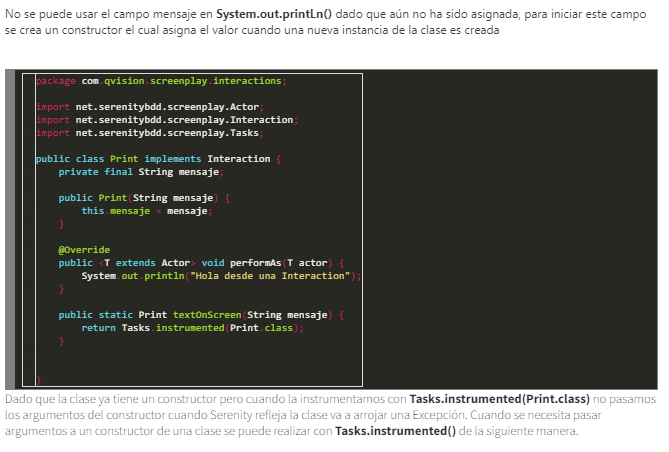 No se puede usar el campo mensaje en System.out.printLn() dado que aún no ha sido asignada, para iniciar este campo
se crea un constructor el cual asigna el valor cuando una nueva instancia de la clase es creada
package com.qvision.screenplay.interactions;
import net.serenitybdd.screenplay.Actor;
import net.serenitybdd.screenplay.Interaction;
import net.serenitybdd.screenplay.Tasks;
public class Print implements Interaction {
private final String mensaje;
public Print(String mensaje) {
this.mensaje = mensaje;
}
@Override
public <T extends Actor> void performAs(T actor) {
System.out.println("Hola desde una Interaction");
}
public static Print textOnScreen(String mensaje) {
return Tasks.instrumented(Print.class);
}
}
Dado que la clase ya tiene un constructor pero cuando la instrumentamos con Tasks.instrumented(Print.class) no pasamos
los argumentos del constructor cuando Serenity refleja la clase va a arrojar una Excepción. Cuando se necesita pasar
argumentos a un constructor de una clase se puede realizar con Tasks.instrumented() de la siguiente manera.